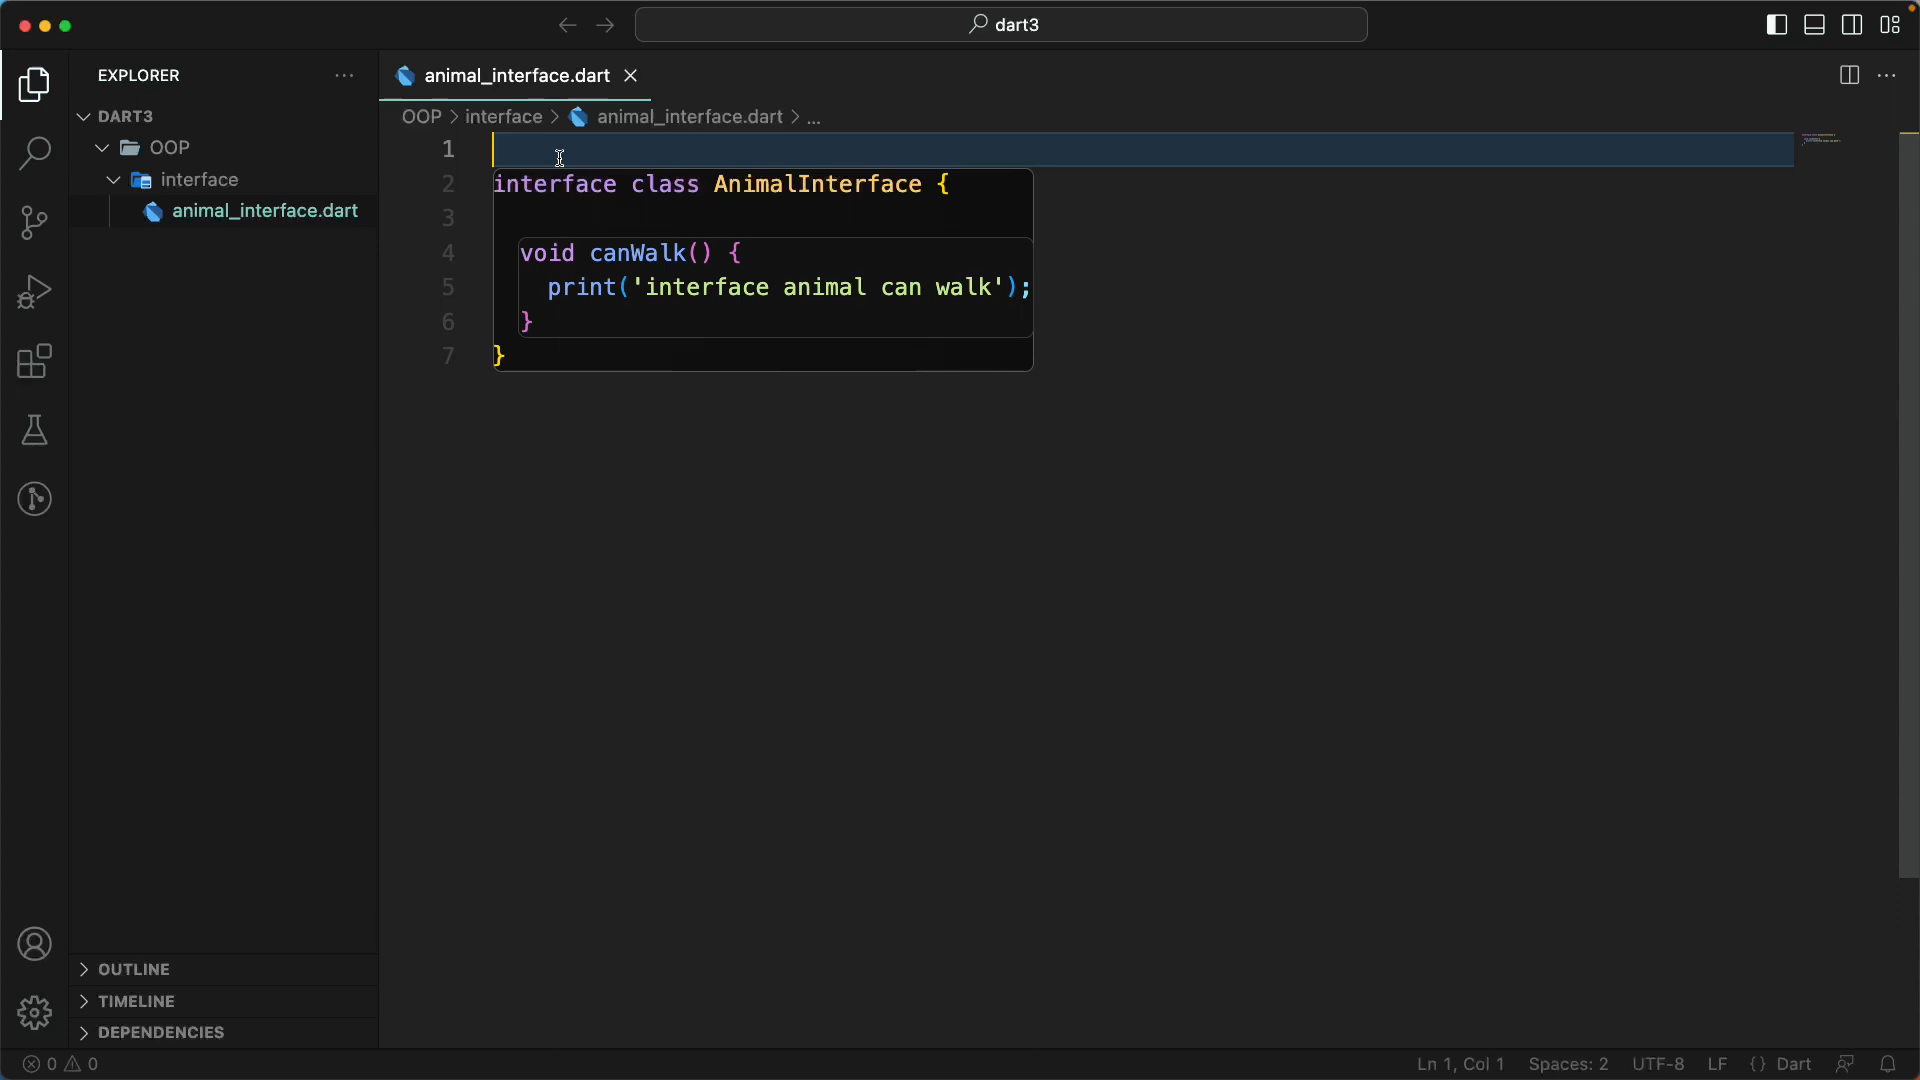 dart3
EXPLORER
animal_interface.dart
DART3
OOP > interface > animal_interface.dart > ...
OOP
interface
animal_interface.dart
1
2 interface class AnimalInterface {
3
4 void canWalk() {
5 print('interface animal can walk');
6 }
7 }
OUTLINE
TIMELINE
DEPENDENCIES
0 0
Ln 1, Col 1 Spaces: 2 UTF-8 LF {} Dart